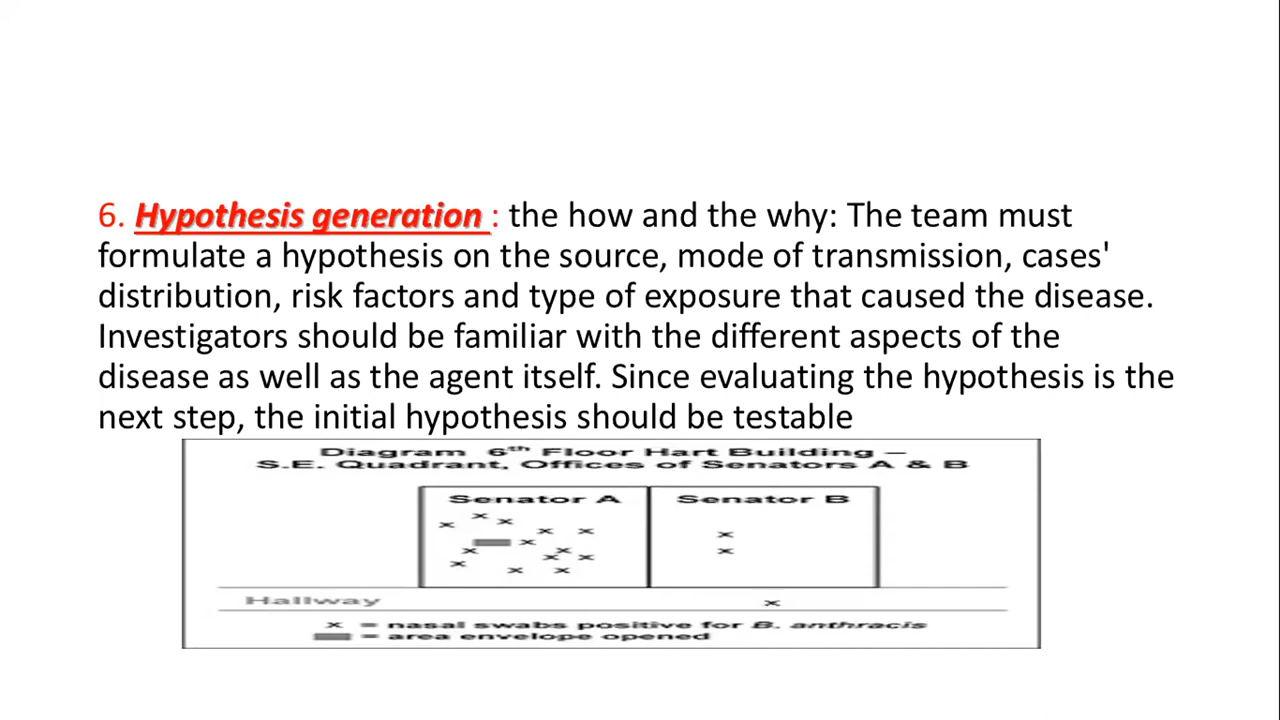 6. Hypothesis generation : the how and the why: The team must
formulate a hypothesis on the source, mode of transmission, cases'
distribution, risk factors and type of exposure that caused the disease.
Investigators should be familiar with the different aspects of the
disease as well as the agent itself. Since evaluating the hypothesis is the
next step, the initial hypothesis should be testable
Diagram 6th Floor Hart Building –
S.E. Quadrant, Offices of Senators A & B
Senator A
Senator B
Hallway
x = nasal swabs positive for B. anthracis
= area envelope opened